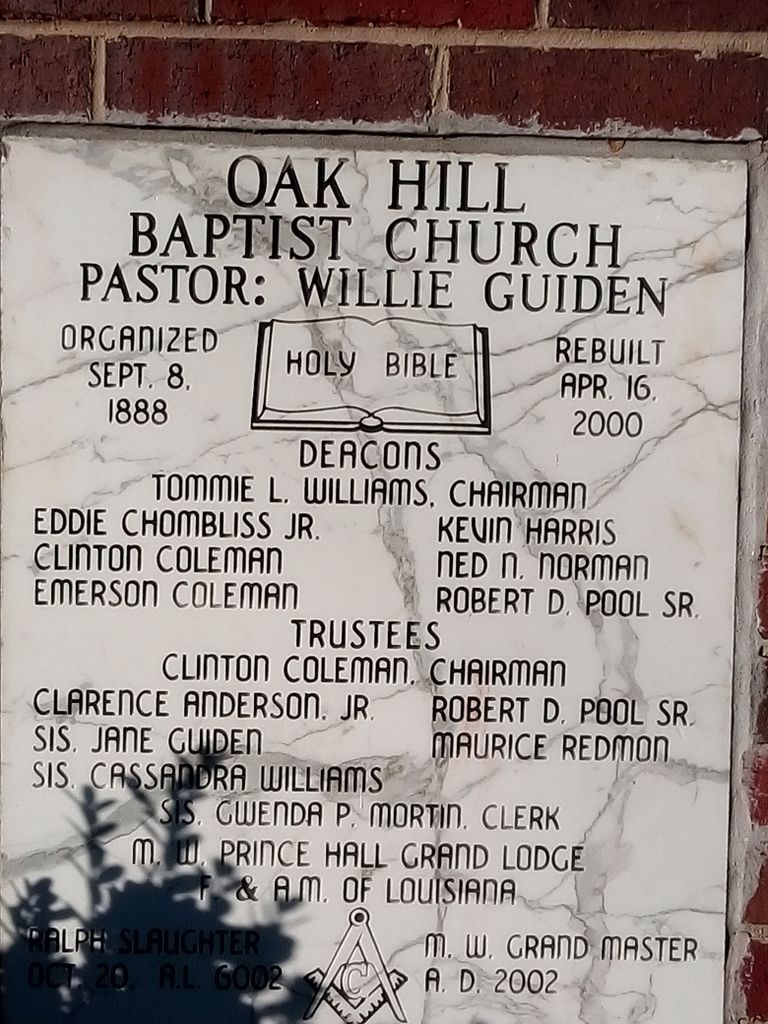 OAK HILL
BAPTIST CHURCH
PASTOR: WILLIE GUIDEN
ORGANIZED
SEPT. 8,
1888
HOLY BIBLE
REBUILT
APR. 16,
2000
DEACONS
TOMMIE L. WILLIAMS, CHAIRMAN
EDDIE CHOMBLISS JR. KEVIN HARRIS
CLINTON COLEMAN NED N. NORMAN
EMERSON COLEMAN ROBERT D. POOL SR.
TRUSTEES
CLINTON COLEMAN, CHAIRMAN
CLARENCE ANDERSON, JR. ROBERT D. POOL SR.
SIS. JANE GUIDEN MAURICE REDMON
SIS. CASSANDRA WILLIAMS
SIS. GWENDA P. MORTIN, CLERK
M. W. PRINCE HALL GRAND LODGE
F. & A.M. OF LOUISIANA
RALPH SLAUGHTER M. W. GRAND MASTER
OCT. 20, A.L. 6002 G A. D. 2002